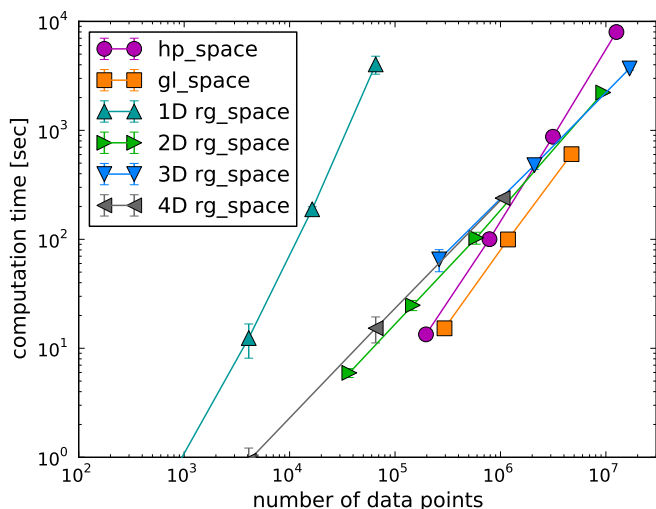 10^4
10^3
10^2
10^1
10^0
computation time [sec]
hp_space
gl_space
1D rg_space
2D rg_space
3D rg_space
4D rg_space
10^2 10^3 10^4 10^5 10^6 10^7
number of data points